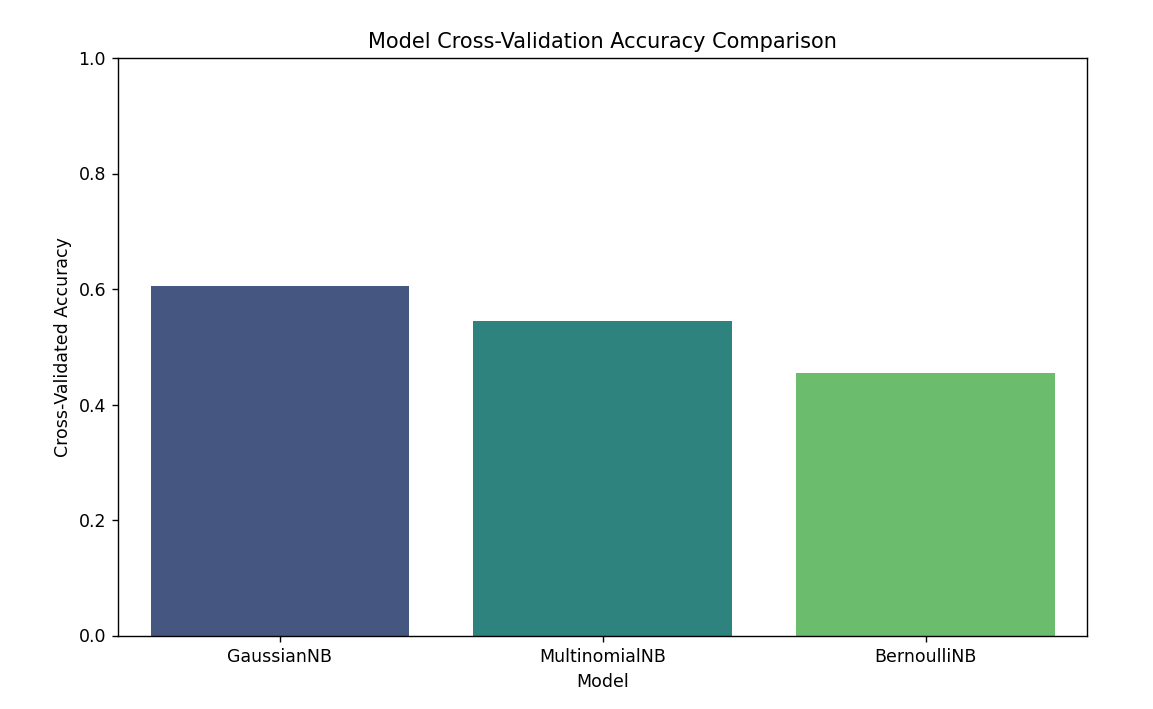 Model Cross-Validation Accuracy Comparison
1.0
0.8
0.6
0.4
0.2
0.0
Cross-Validated Accuracy
GaussianNB MultinomialNB BernoulliNB
Model